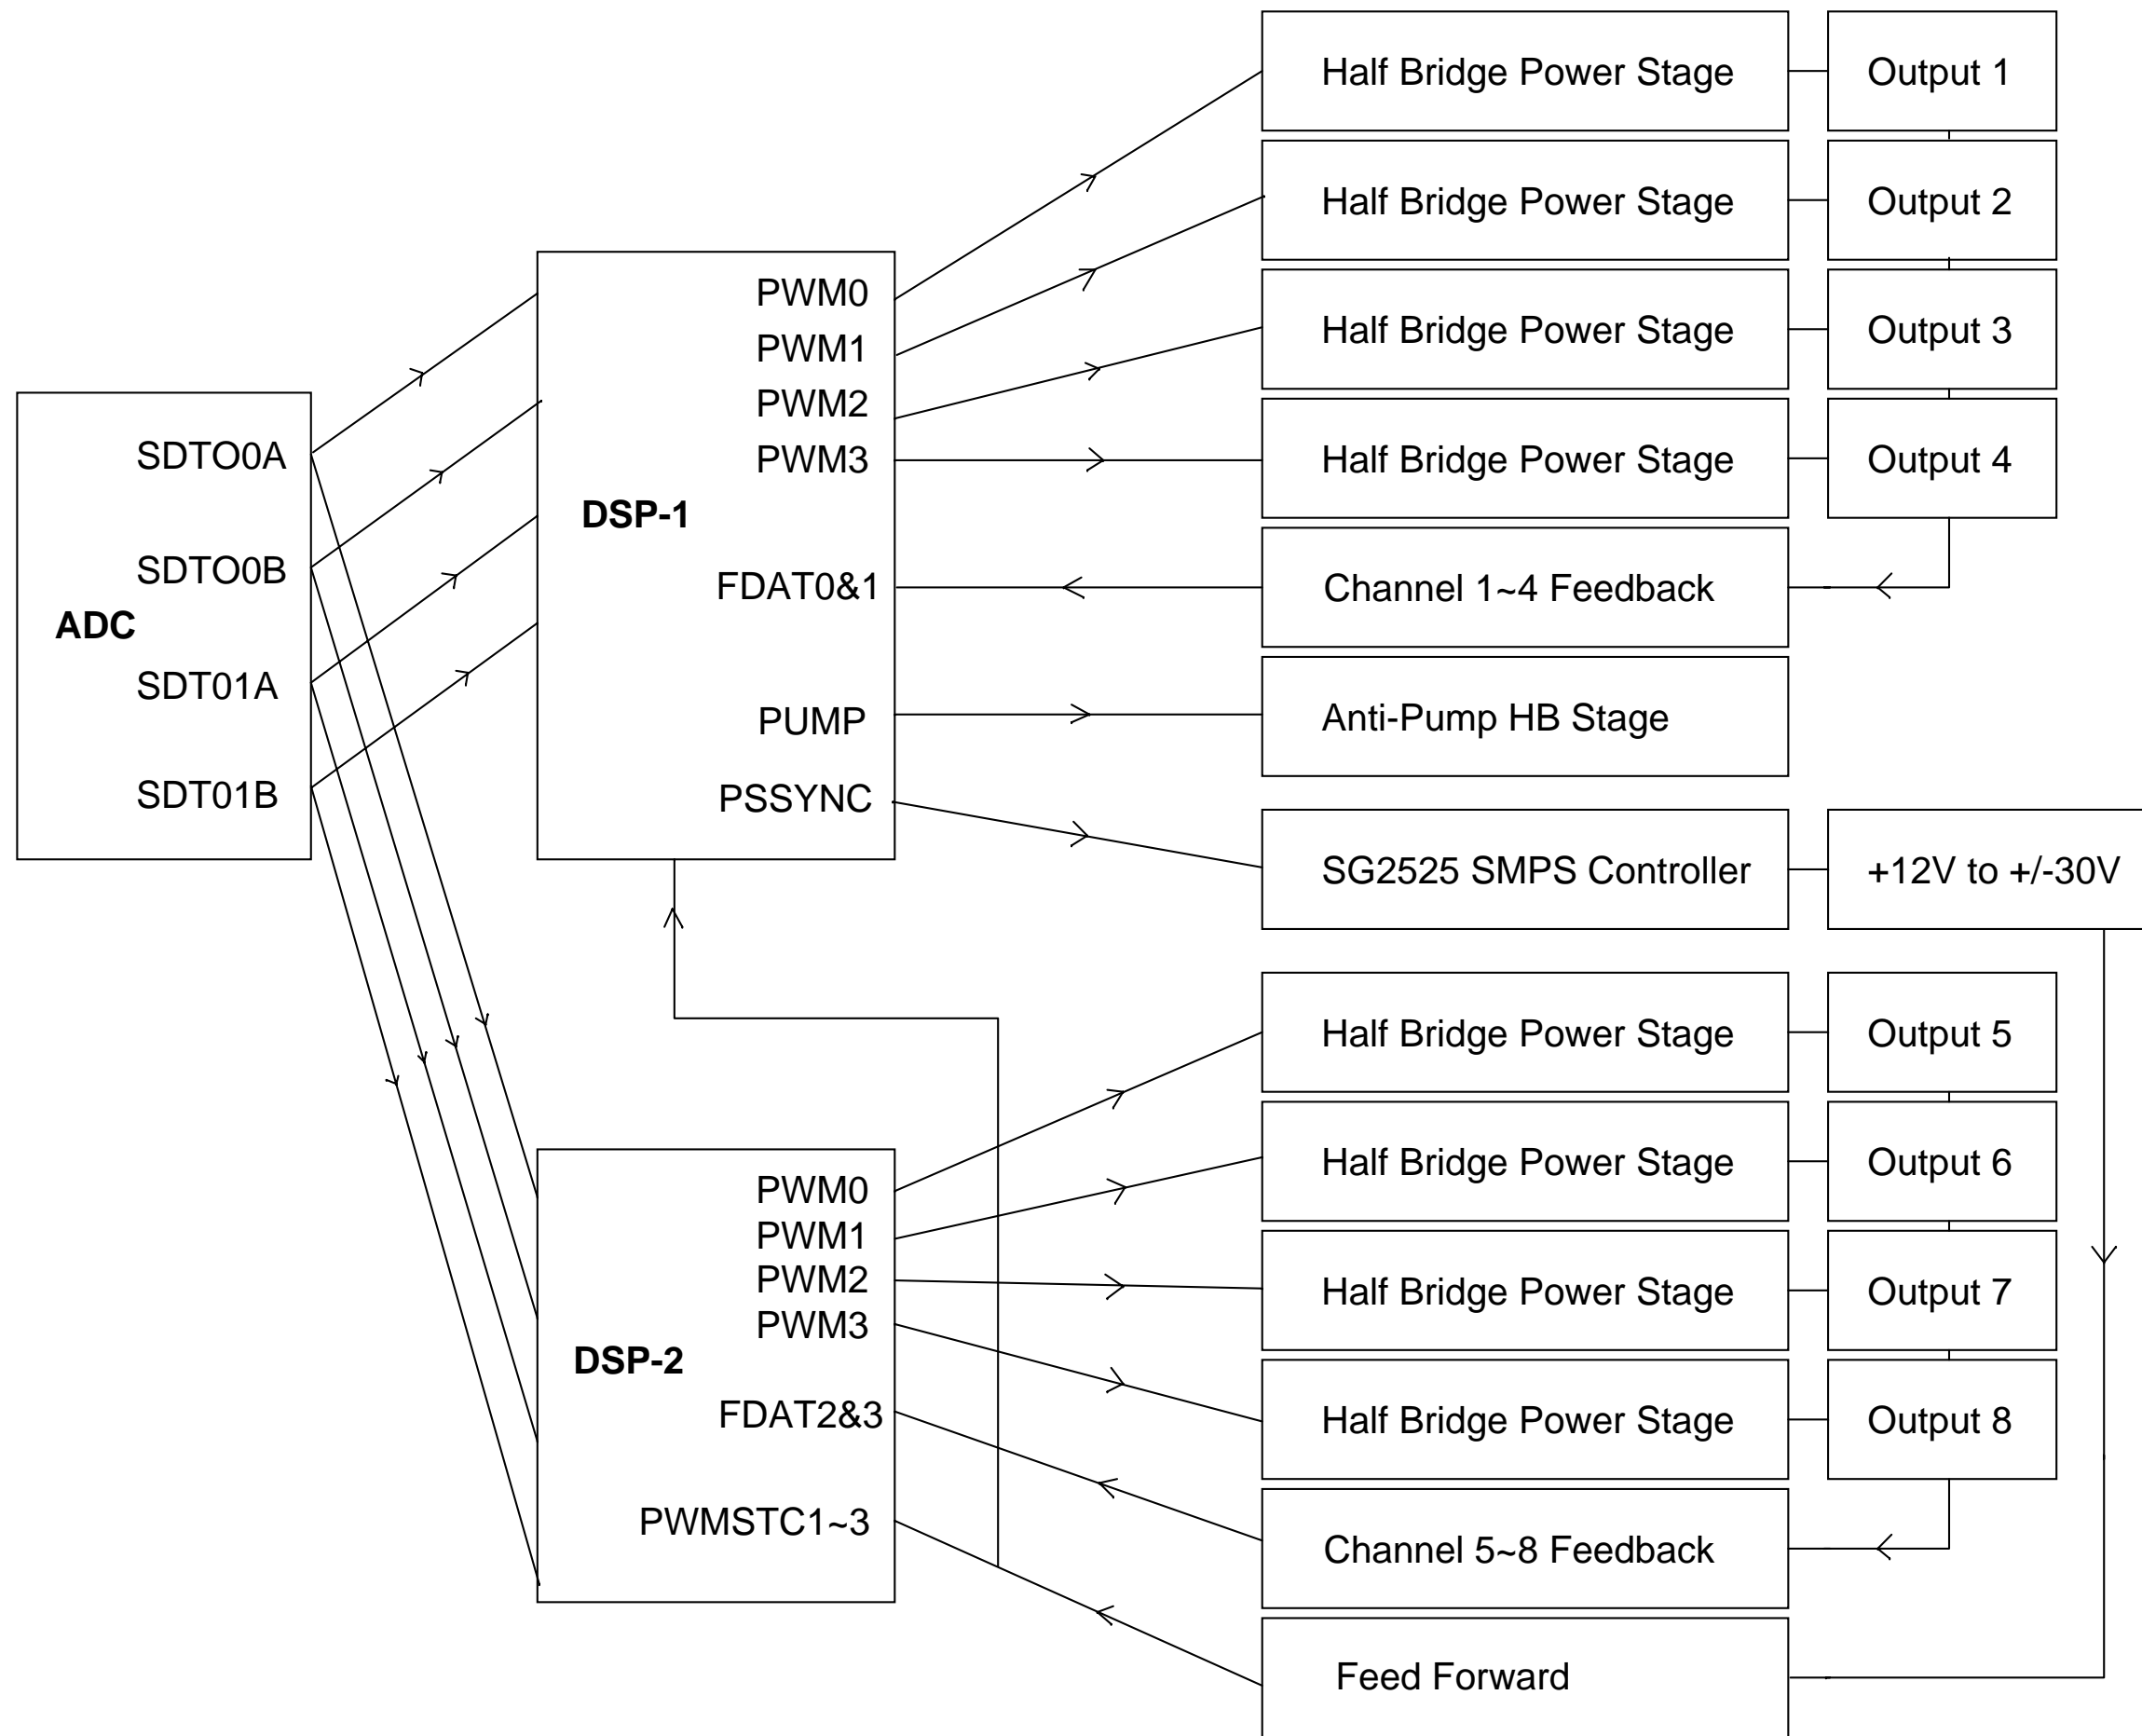 ADC
SDTO0A
SDTO0B
SDT01A
SDT01B
DSP-1
PWM0
PWM1
PWM2
PWM3
FDAT0&1
PUMP
PSSYNC
Half Bridge Power Stage
Output 1
Half Bridge Power Stage
Output 2
Half Bridge Power Stage
Output 3
Half Bridge Power Stage
Output 4
Channel 1~4 Feedback
Anti-Pump HB Stage
SG2525 SMPS Controller
+12V to +/-30V
DSP-2
PWM0
PWM1
PWM2
PWM3
FDAT2&3
PWMSTC1~3
Half Bridge Power Stage
Output 5
Half Bridge Power Stage
Output 6
Half Bridge Power Stage
Output 7
Half Bridge Power Stage
Output 8
Channel 5~8 Feedback
Feed Forward